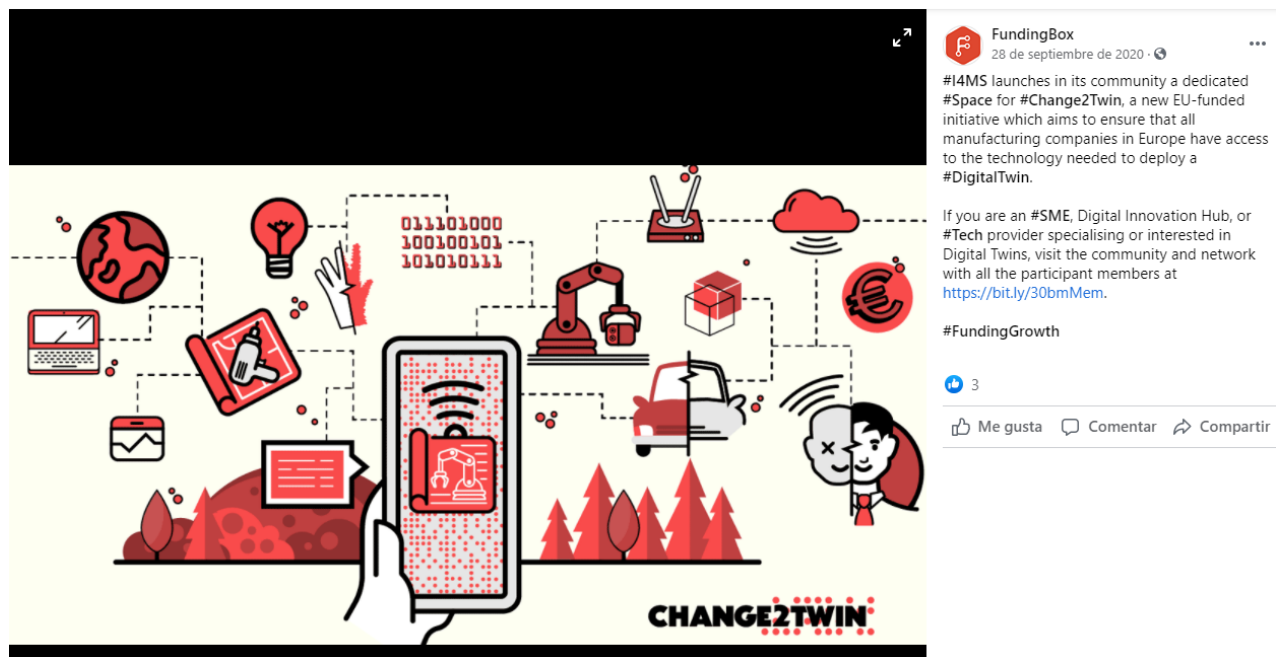 011101000
100100101
101010111
CHANGE2TWIN
FundingBox
28 de septiembre de 2020 ·
#I4MS launches in its community a dedicated
#Space for #Change2Twin, a new EU-funded
initiative which aims to ensure that all
manufacturing companies in Europe have access
to the technology needed to deploy a
#DigitalTwin.
If you are an #SME, Digital Innovation Hub, or
#Tech provider specialising or interested in
Digital Twins, visit the community and network
with all the participant members at
https://bit.ly/30bmMem.
#FundingGrowth
3
Me gusta Comentar Compartir